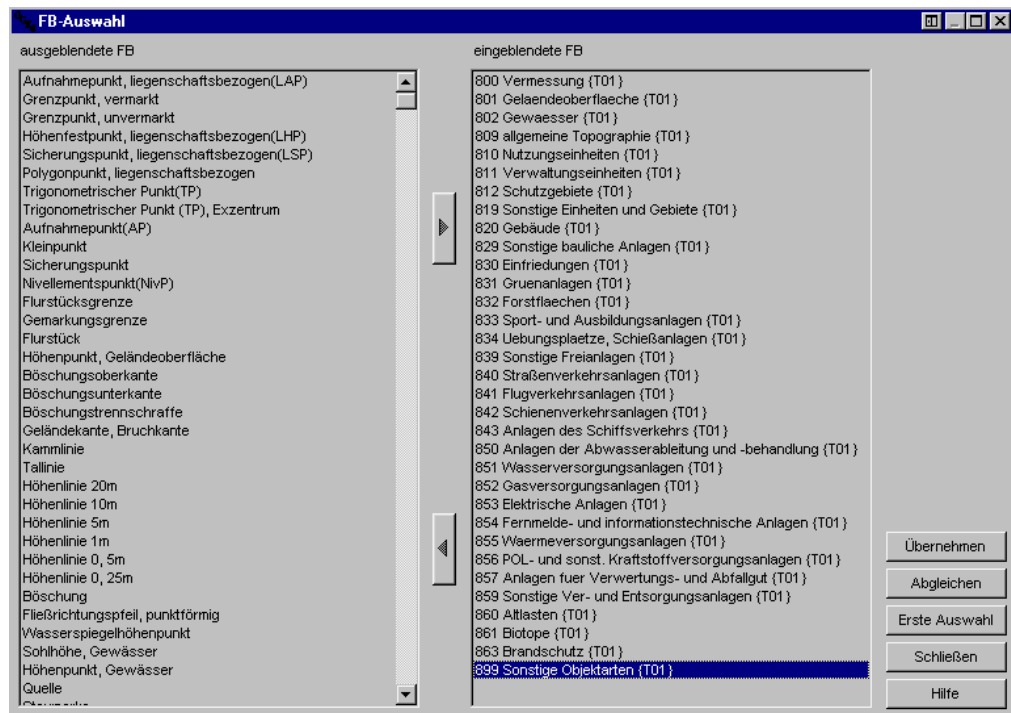 FB-Auswahl
ausgeblendete FB
Aufnahmepunkt, liegenschaftsbezogen(LAP)
Grenzpunkt, vermarkt
Grenzpunkt, unvermarkt
Höhenfestpunkt, liegenschaftsbezogen(LHP)
Sicherungspunkt, liegenschaftsbezogen(LSP)
Polygonpunkt, liegenschaftsbezogen
Trigonometrischer Punkt(TP)
Trigonometrischer Punkt (TP), Exzentrum
Aufnahmepunkt(AP)
Kleinpunkt
Sicherungspunkt
Nivellementspunkt(NivP)
Flurstücksgrenze
Gemarkungsgrenze
Flurstück
Höhenpunkt, Geländeoberfläche
Böschungsoberkante
Böschungsunterkante
Böschungstrennschraffe
Geländekante, Bruchkante
Kammlinie
Tallinie
Höhenlinie 20m
Höhenlinie 10m
Höhenlinie 5m
Höhenlinie 1m
Höhenlinie 0, 5m
Höhenlinie 0, 25m
Böschung
Fließrichtungspfeil, punktförmig
Wasserspiegelhöhenpunkt
Sohlhöhe, Gewässer
Höhenpunkt, Gewässer
Quelle
eingeblendete FB
800 Vermessung {T01}
801 Gelaendeoberflaeche {T01}
802 Gewaesser {T01}
809 allgemeine Topographie {T01}
810 Nutzungseinheiten {T01}
811 Verwaltungseinheiten {T01}
812 Schutzgebiete {T01}
819 Sonstige Einheiten und Gebiete {T01}
820 Gebäude {T01}
829 Sonstige bauliche Anlagen {T01}
830 Einfriedungen {T01}
831 Gruenanlagen {T01}
832 Forstflaechen {T01}
833 Sport- und Ausbildungsanlagen {T01}
834 Uebungsplaetze, Schießanlagen {T01}
839 Sonstige Freianlagen {T01}
840 Straßenverkehrsanlagen {T01}
841 Flugverkehrsanlagen {T01}
842 Schienenverkehrsanlagen {T01}
843 Anlagen des Schiffsverkehrs {T01}
850 Anlagen der Abwasserableitung und -behandlung {T01}
851 Wasserversorgungsanlagen {T01}
852 Gasversorgungsanlagen {T01}
853 Elektrische Anlagen {T01}
854 Fernmelde- und informationstechnische Anlagen {T01}
855 Waermeversorgungsanlagen {T01}
856 POL- und sonst. Kraftstoffversorgungsanlagen {T01}
857 Anlagen fuer Verwertungs- und Abfallgut {T01}
859 Sonstige Ver- und Entsorgungsanlagen {T01}
860 Altlasten {T01}
861 Biotope {T01}
863 Brandschutz {T01}
899 Sonstige Objektarten {T01}
Übernehmen
Abgleichen
Erste Auswahl
Schließen
Hilfe